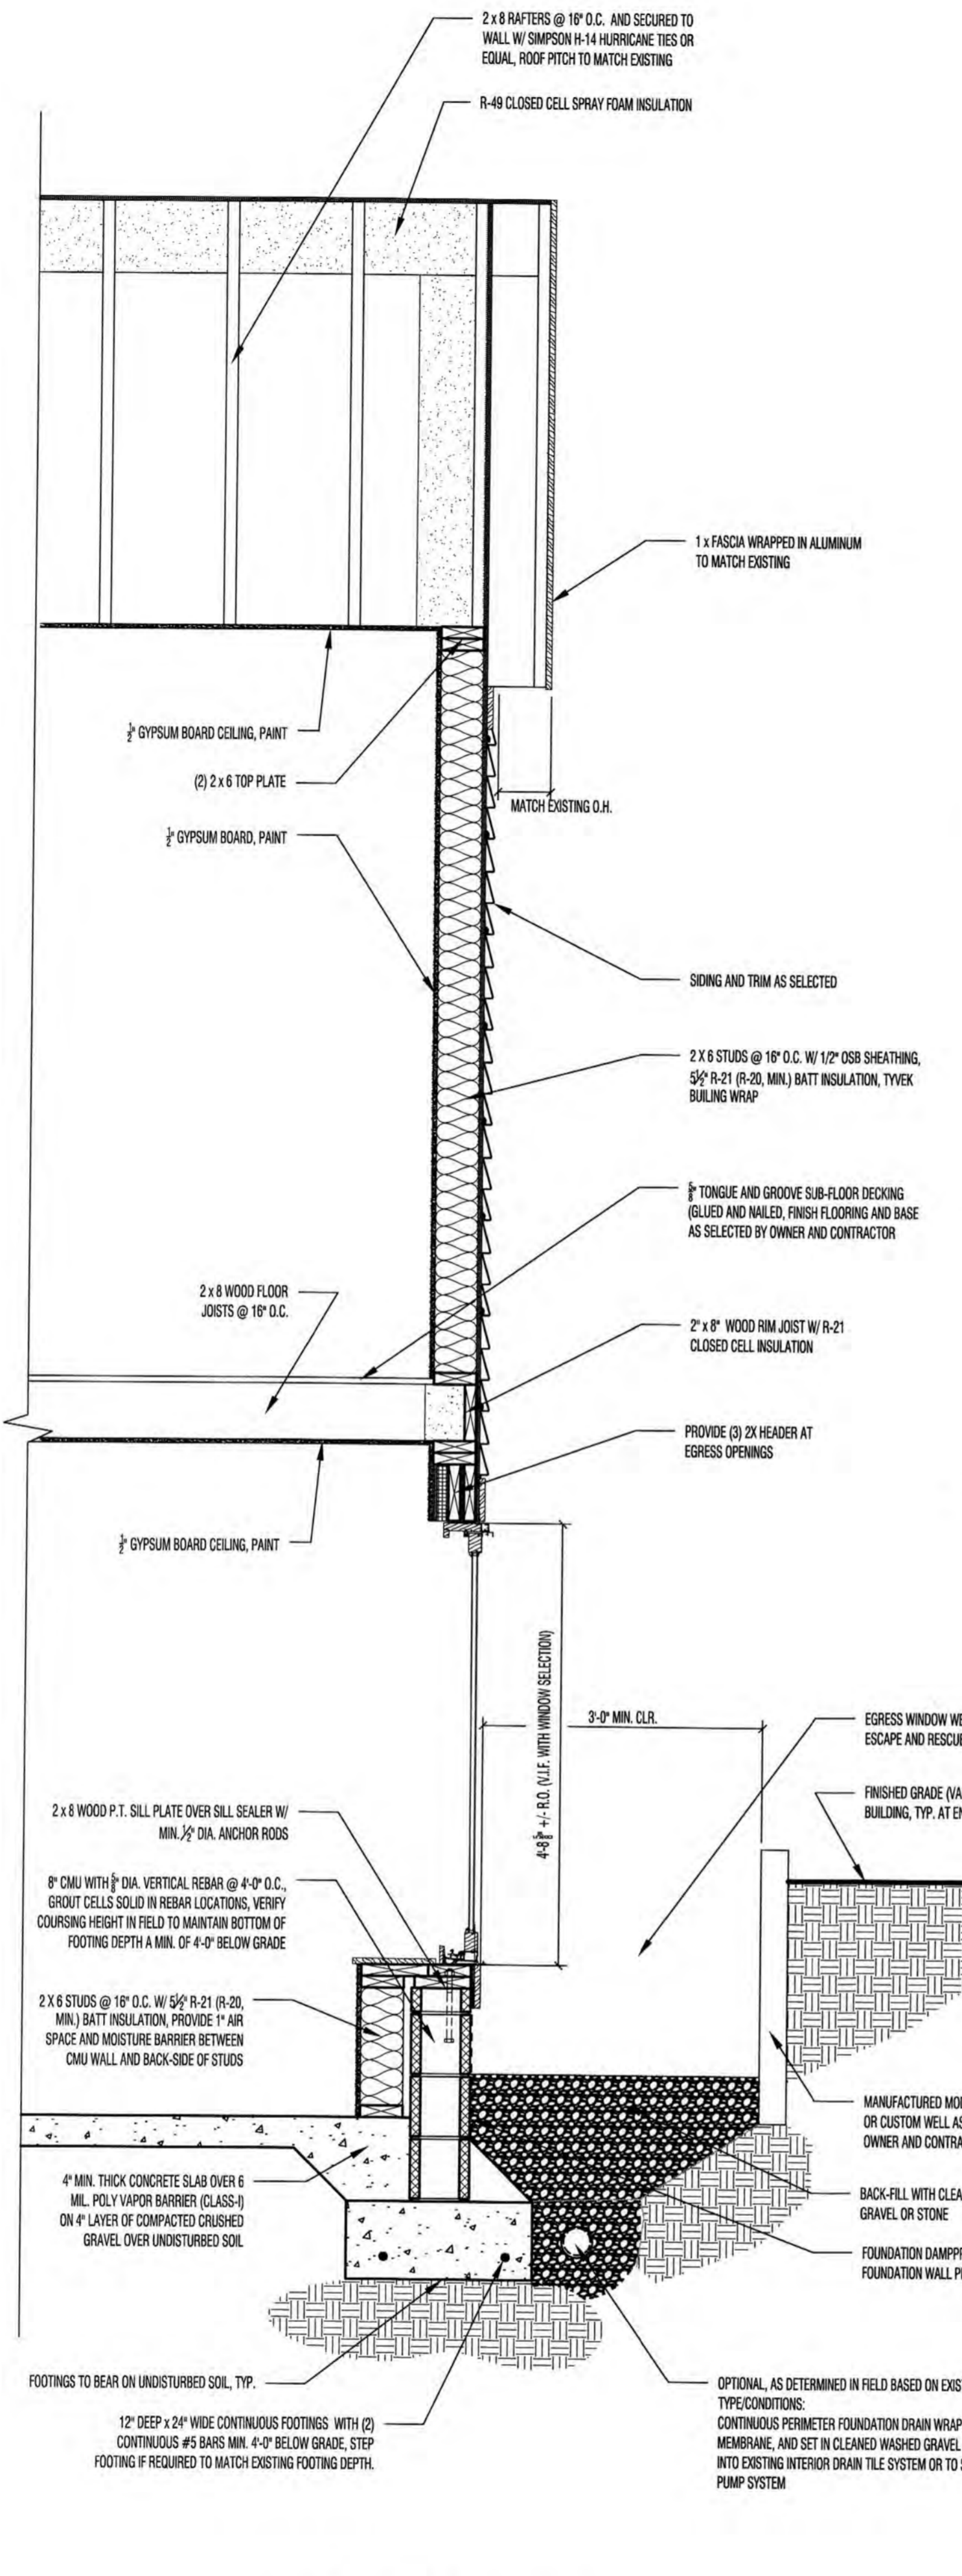 2 x 8 RAFTERS @ 16" O.C. AND SECURED TO
WALL W/ SIMPSON H-14 HURRICANE TIES OR
EQUAL, ROOF PITCH TO MATCH EXISTING
R-49 CLOSED CELL SPRAY FOAM INSULATION
1 x FASCIA WRAPPED IN ALUMINUM
TO MATCH EXISTING
½" GYPSUM BOARD CEILING, PAINT
(2) 2 x 6 TOP PLATE
MATCH EXISTING O.H.
½" GYPSUM BOARD, PAINT
SIDING AND TRIM AS SELECTED
2 X 6 STUDS @ 16" O.C. W/ 1/2" OSB SHEATHING,
5½" R-21 (R-20, MIN.) BATT INSULATION, TYVEK
BUILING WRAP
⅝" TONGUE AND GROOVE SUB-FLOOR DECKING
(GLUED AND NAILED, FINISH FLOORING AND BASE
AS SELECTED BY OWNER AND CONTRACTOR
2 x 8 WOOD FLOOR
JOISTS @ 16" O.C.
2" x 8" WOOD RIM JOIST W/ R-21
CLOSED CELL INSULATION
PROVIDE (3) 2X HEADER AT
EGRESS OPENINGS
½" GYPSUM BOARD CEILING, PAINT
4'-8⅝" +/- R.O. (V.I.F. WITH WINDOW SELECTION)
3'-0" MIN. CLR.
EGRESS WINDOW WE
ESCAPE AND RESCUE
FINISHED GRADE (VA
BUILDING, TYP. AT EN
2 x 8 WOOD P.T. SILL PLATE OVER SILL SEALER W/
MIN. ½" DIA. ANCHOR RODS
8" CMU WITH ⅝" DIA. VERTICAL REBAR @ 4'-0" O.C.,
GROUT CELLS SOLID IN REBAR LOCATIONS, VERIFY
COURSING HEIGHT IN FIELD TO MAINTAIN BOTTOM OF
FOOTING DEPTH A MIN. OF 4'-0" BELOW GRADE
2 X 6 STUDS @ 16" O.C. W/ 5½" R-21 (R-20,
MIN.) BATT INSULATION, PROVIDE 1" AIR
SPACE AND MOISTURE BARRIER BETWEEN
CMU WALL AND BACK-SIDE OF STUDS
MANUFACTURED MO
OR CUSTOM WELL AS
OWNER AND CONTRA
4" MIN. THICK CONCRETE SLAB OVER 6
MIL. POLY VAPOR BARRIER (CLASS-I)
ON 4" LAYER OF COMPACTED CRUSHED
GRAVEL OVER UNDISTURBED SOIL
BACK-FILL WITH CLEA
GRAVEL OR STONE
FOUNDATION DAMPPR
FOUNDATION WALL P
FOOTINGS TO BEAR ON UNDISTURBED SOIL, TYP.
12" DEEP x 24" WIDE CONTINUOUS FOOTINGS WITH (2)
CONTINUOUS #5 BARS MIN. 4'-0" BELOW GRADE, STEP
FOOTING IF REQUIRED TO MATCH EXISTING FOOTING DEPTH.
OPTIONAL, AS DETERMINED IN FIELD BASED ON EXIS
TYPE/CONDITIONS:
CONTINUOUS PERIMETER FOUNDATION DRAIN WRAP
MEMBRANE, AND SET IN CLEANED WASHED GRAVEL
INTO EXISTING INTERIOR DRAIN TILE SYSTEM OR TO
PUMP SYSTEM